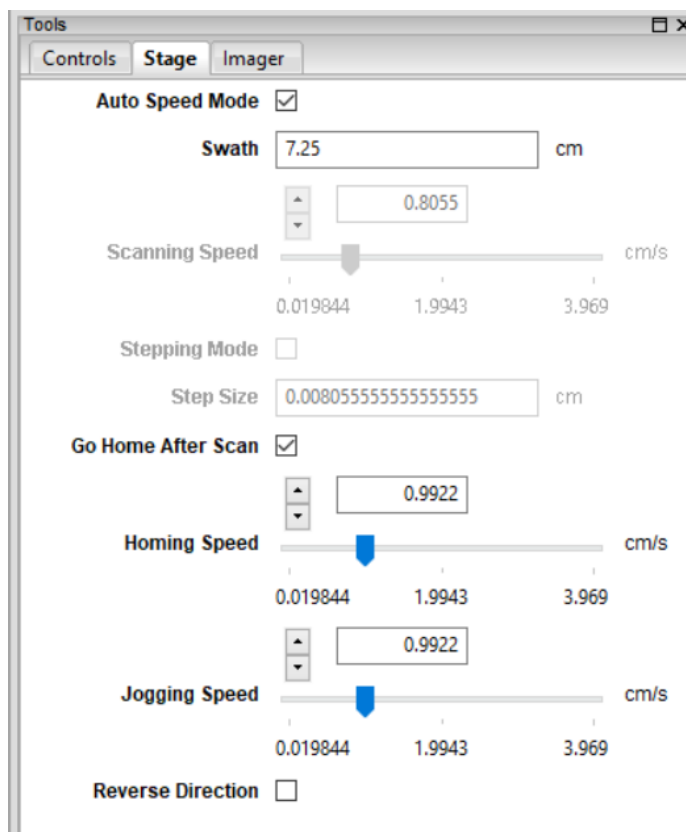 Tools
Controls Stage Imager
Auto Speed Mode
Swath 7.25 cm
0.8055
Scanning Speed cm/s
0.019844 1.9943 3.969
Stepping Mode
Step Size 0.008055555555555555 cm
Go Home After Scan
0.9922
Homing Speed cm/s
0.019844 1.9943 3.969
0.9922
Jogging Speed cm/s
0.019844 1.9943 3.969
Reverse Direction